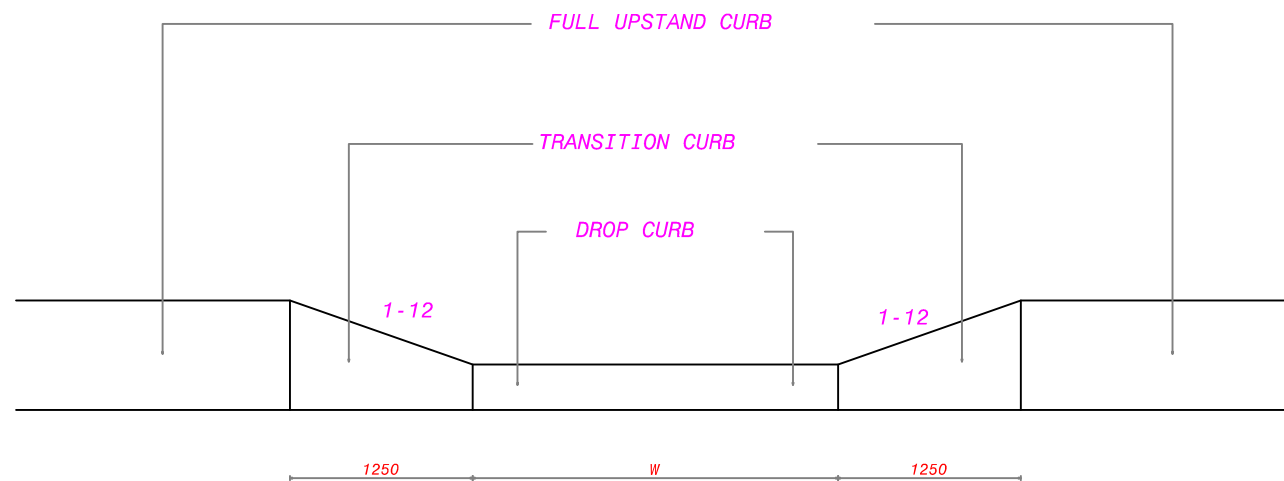 FULL UPSTAND CURB
TRANSITION CURB
DROP CURB
1-12
1-12
1250
W
1250